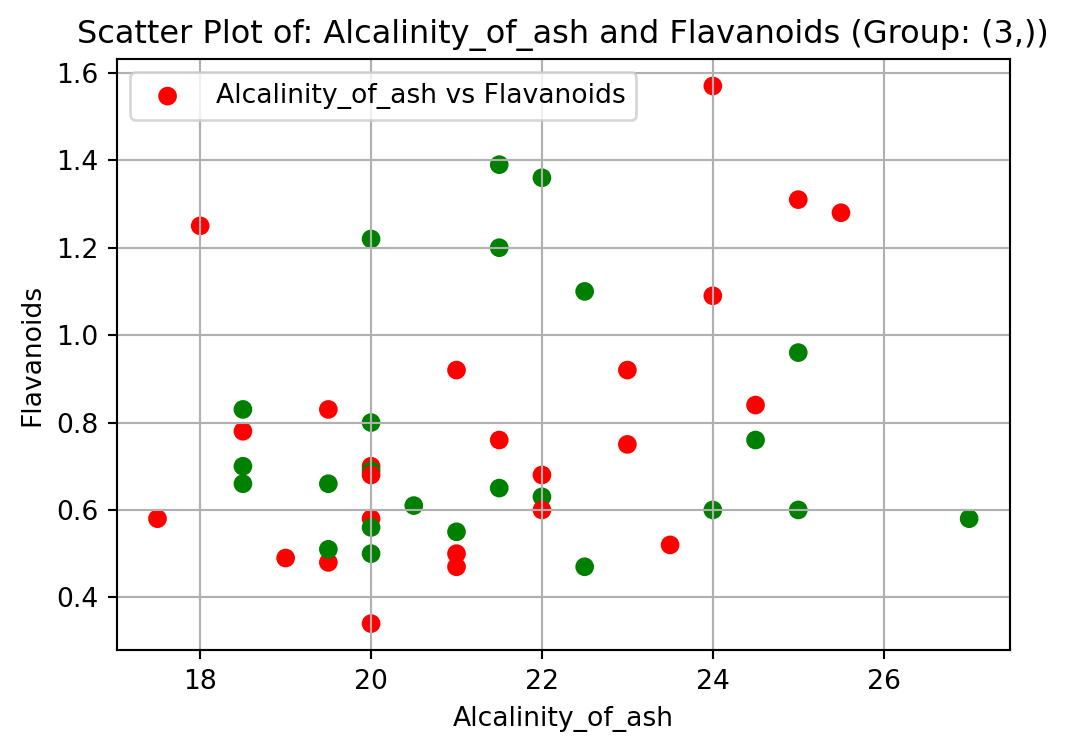 Scatter Plot of: Alcalinity_of_ash and Flavanoids (Group: (3,))
Alcalinity_of_ash vs Flavanoids
Flavanoids
1.6
1.4
1.2
1.0
0.8
0.6
0.4
18 20 22 24 26
Alcalinity_of_ash